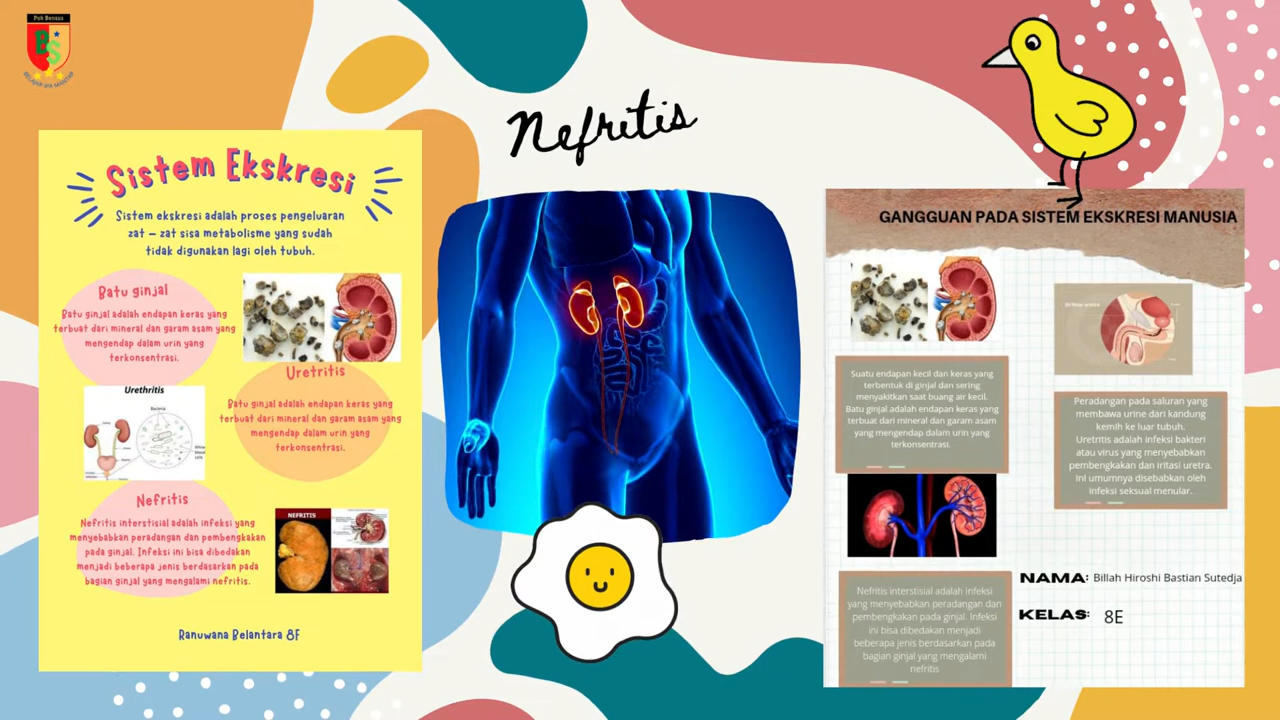 Pak Bensus
BS
BELAJAR IPA MANTAP
Nefritis
Sistem Ekskresi
Sistem ekskresi adalah proses pengeluaran
zat – zat sisa metabolisme yang sudah
tidak digunakan lagi oleh tubuh.
Batu ginjal
Batu ginjal adalah endapan keras yang
terbuat dari mineral dan garam asam yang
mengendap dalam urin yang
terkonsentrasi.
Urethritis
Bacteria
Uretritis
Batu ginjal adalah endapan keras yang
terbuat dari mineral dan garam asam yang
mengendap dalam urin yang
terkonsentrasi.
Nefritis
Nefritis interstisial adalah infeksi yang
menyebabkan peradangan dan pembengkakan
pada ginjal. Infeksi ini bisa dibedakan
menjadi beberapa jenis berdasarkan pada
bagian ginjal yang mengalami nefritis.
NEFRITIS
Ranuwana Belantara 8F
GANGGUAN PADA SISTEM EKSKRESI MANUSIA
Suatu endapan kecil dan keras yang
terbentuk di ginjal dan sering
menyakitkan saat buang air kecil.
Batu ginjal adalah endapan keras yang
terbuat dari mineral dan garam asam
yang mengendap dalam urin yang
terkonsentrasi.
Peradangan pada saluran yang
membawa urine dari kandung
kemih ke luar tubuh.
Uretritis adalah infeksi bakteri
atau virus yang menyebabkan
pembengkakan dan iritasi uretra.
Ini umumnya disebabkan oleh
infeksi seksual menular.
Nefritis interstisial adalah infeksi
yang menyebabkan peradangan dan
pembengkakan pada ginjal. Infeksi
ini bisa dibedakan menjadi
beberapa jenis berdasarkan pada
bagian ginjal yang mengalami
nefritis
NAMA: Billah Hiroshi Bastian Sutedja
KELAS: 8E